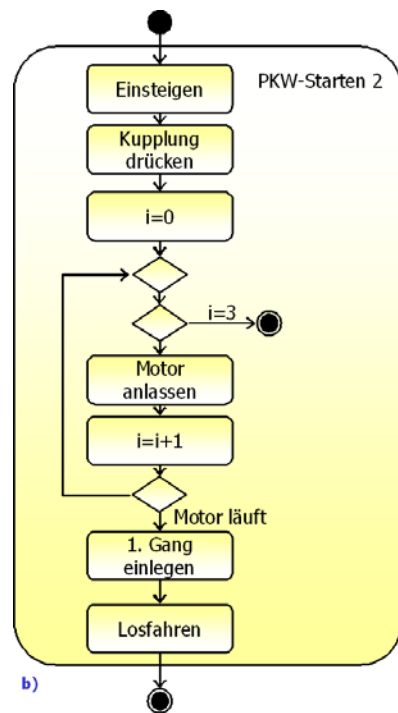 PKW-Starten 2
Einsteigen
Kupplung
drücken
i=0
i=3
Motor
anlassen
i=i+1
Motor läuft
1. Gang
einlegen
Losfahren
b)